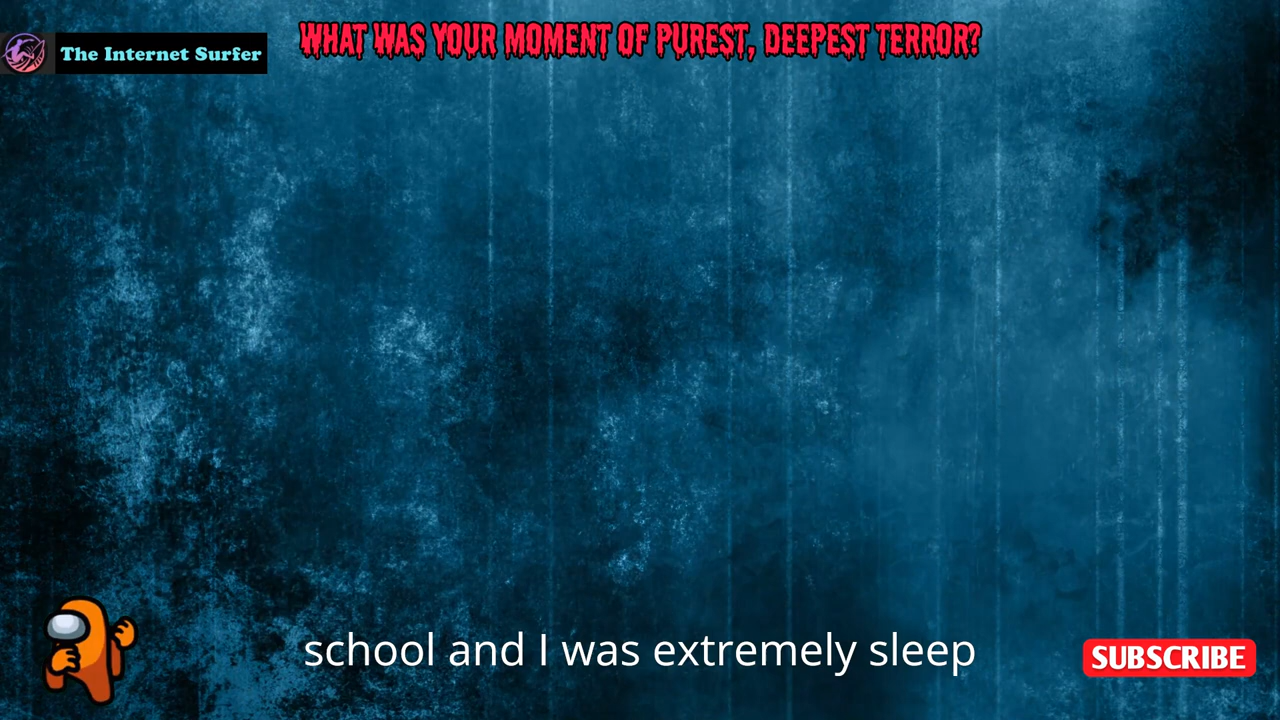 WHAT WAS YOUR MOMENT OF PUREST, DEEPEST TERROR?
The Internet Surfer
school and I was extremely sleep
SUBSCRIBE